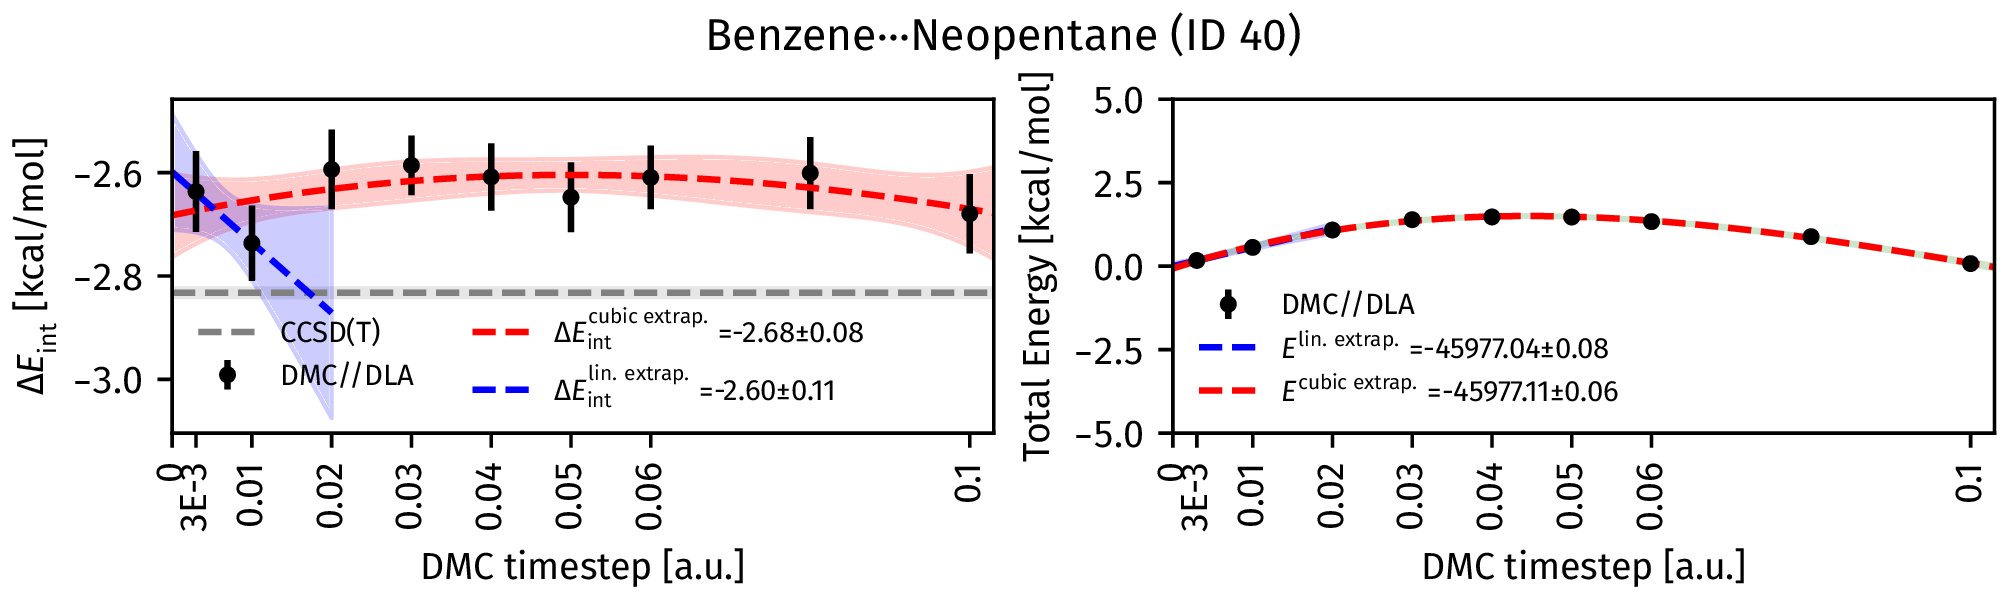 Benzene···Neopentane (ID 40)
ΔE_int [kcal/mol]
−2.6
−2.8
−3.0
CCSD(T)
DMC//DLA
ΔE_int^cubic extrap. =-2.68±0.08
ΔE_int^lin. extrap. =-2.60±0.11
0
3E-3
0.01
0.02
0.03
0.04
0.05
0.06
0.1
DMC timestep [a.u.]
Total Energy [kcal/mol]
5.0
2.5
0.0
−2.5
−5.0
DMC//DLA
E^lin. extrap. =-45977.04±0.08
E^cubic extrap. =-45977.11±0.06
0
3E-3
0.01
0.02
0.03
0.04
0.05
0.06
0.1
DMC timestep [a.u.]